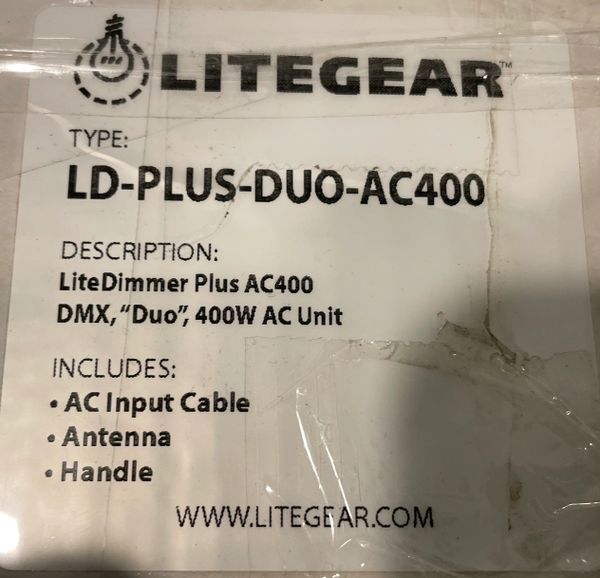 LITEGEAR™
TYPE:
LD-PLUS-DUO-AC400
DESCRIPTION:
LiteDimmer Plus AC400
DMX, “Duo”, 400W AC Unit
INCLUDES:
• AC Input Cable
• Antenna
• Handle
WWW.LITEGEAR.COM